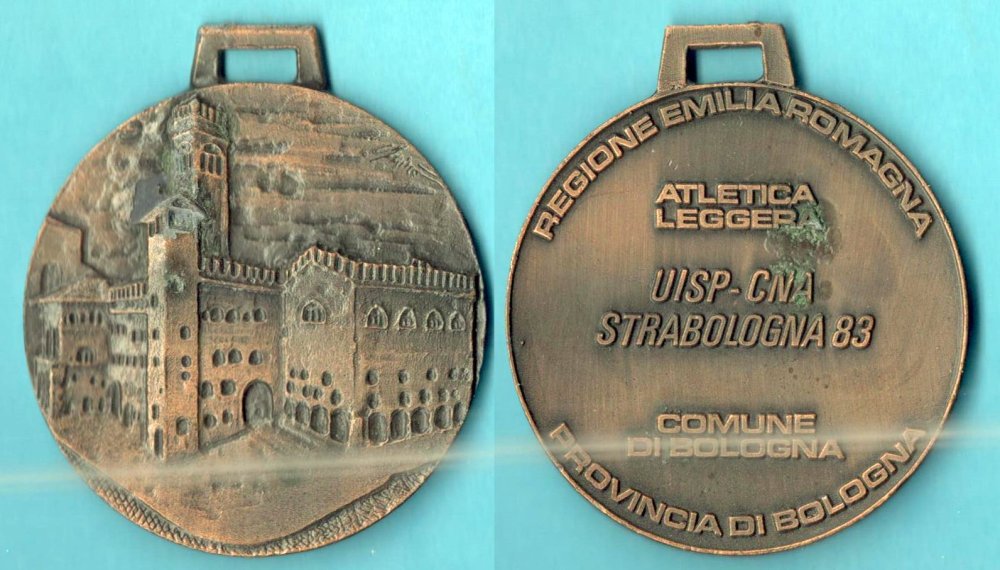 REGIONE EMILIA ROMAGNA
ATLETICA
LEGGERA
UISP-CNA
STRABOLOGNA 83
COMUNE
DI BOLOGNA
PROVINCIA DI BOLOGNA